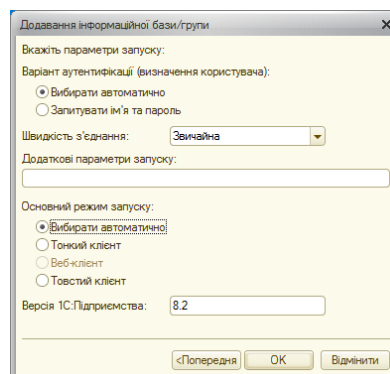 Додавання інформаційної бази/групи
Вкажіть параметри запуску:
Варіант аутентифікації (визначення користувача):
Вибирати автоматично
Запитувати ім'я та пароль
Швидкість з'єднання: Звичайна
Додаткові параметри запуску:
Основний режим запуску:
Вибирати автоматично
Тонкий клієнт
Веб-клієнт
Товстий клієнт
Версія 1С:Підприємства: 8.2
<Попередня ОК Відмінити